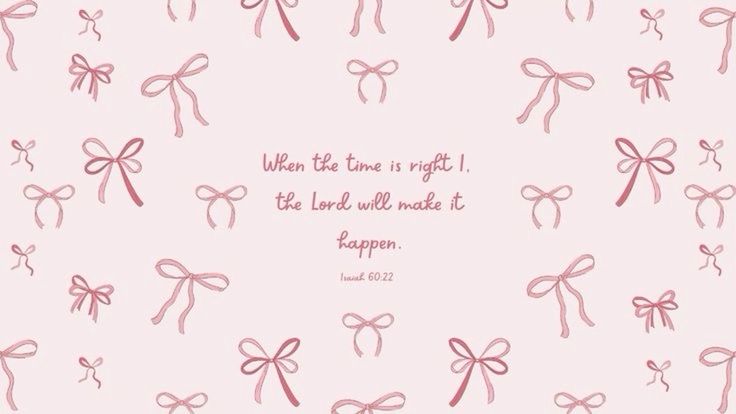 When the time is right I,
the Lord will make it
happen.
Isaiah 60:22